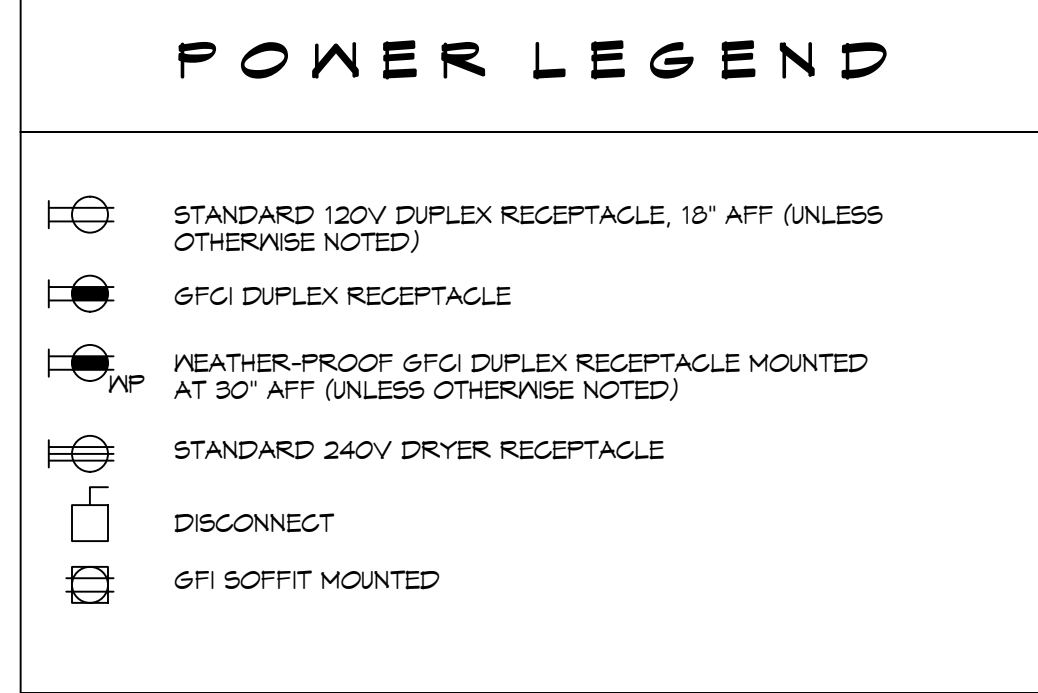 POWER LEGEND
STANDARD 120V DUPLEX RECEPTACLE, 18" AFF (UNLESS
OTHERWISE NOTED)
GFCI DUPLEX RECEPTACLE
WP
WEATHER-PROOF GFCI DUPLEX RECEPTACLE MOUNTED
AT 30" AFF (UNLESS OTHERWISE NOTED)
STANDARD 240V DRYER RECEPTACLE
DISCONNECT
GFI SOFFIT MOUNTED